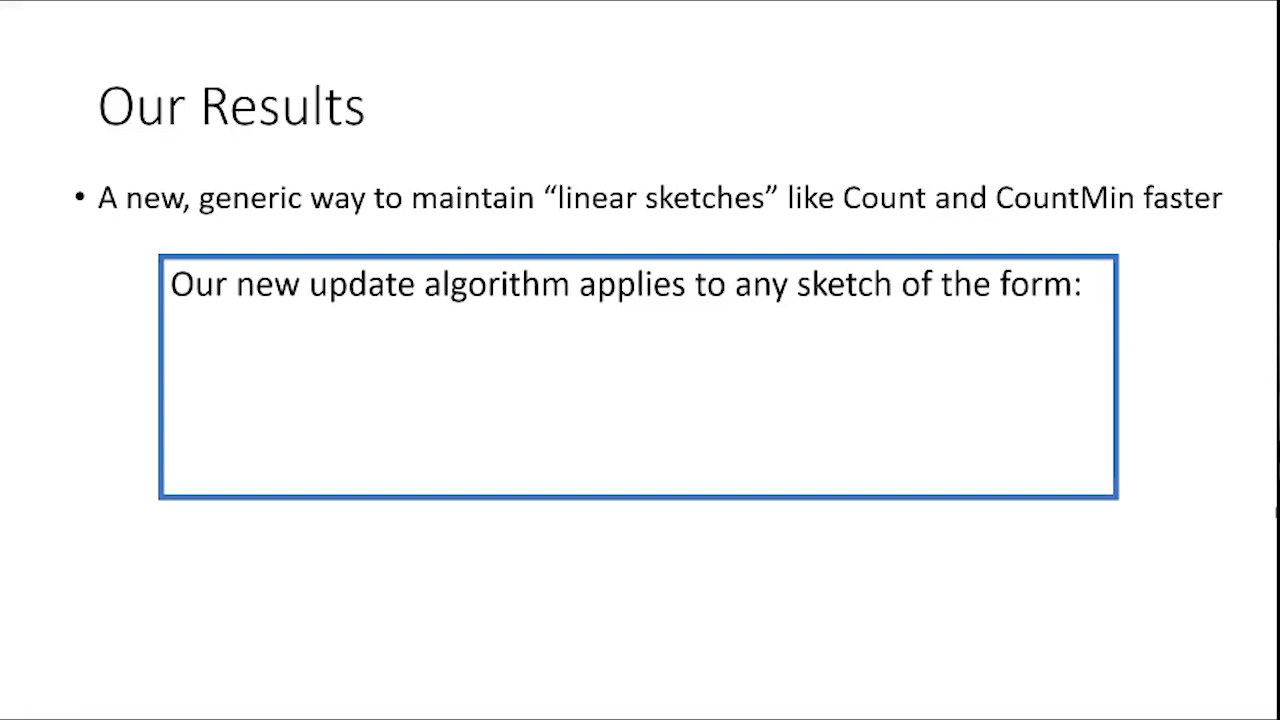 Our Results
• A new, generic way to maintain “linear sketches” like Count and CountMin faster
Our new update algorithm applies to any sketch of the form: